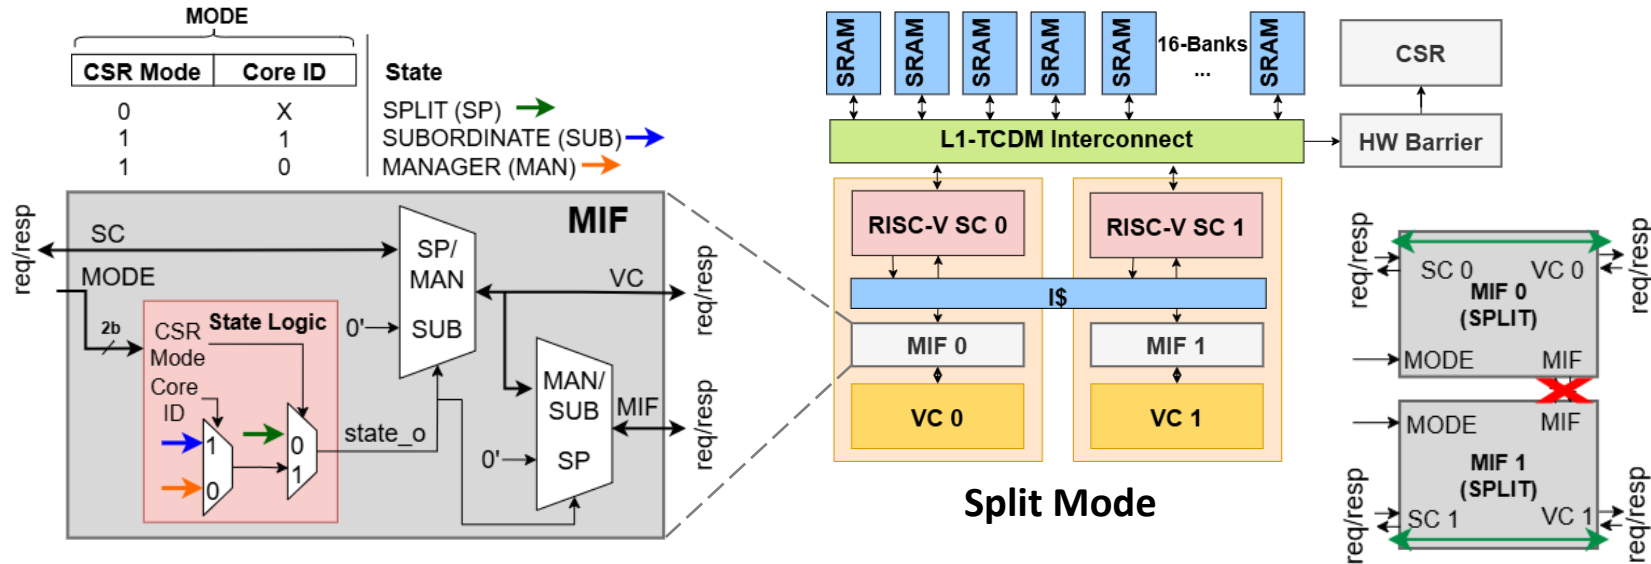 MODE
CSR Mode Core ID State
0 X SPLIT (SP)
1 1 SUBORDINATE (SUB)
1 0 MANAGER (MAN)
MIF
req/resp
SC
MODE
2b
State Logic
CSR
Mode
Core
ID
1
0
0
1
state_o
SP/
MAN
SUB
0'
VC
req/resp
MAN/
SUB
SP
0'
MIF
req/resp
SRAM
SRAM
SRAM
SRAM
SRAM
16-Banks
...
SRAM
CSR
L1-TCDM Interconnect
HW Barrier
RISC-V SC 0
RISC-V SC 1
I$
MIF 0
MIF 1
VC 0
VC 1
Split Mode
req/resp
SC 0
VC 0
req/resp
MIF 0
(SPLIT)
MODE
MIF
MODE
MIF
MIF 1
(SPLIT)
req/resp
SC 1
VC 1
req/resp